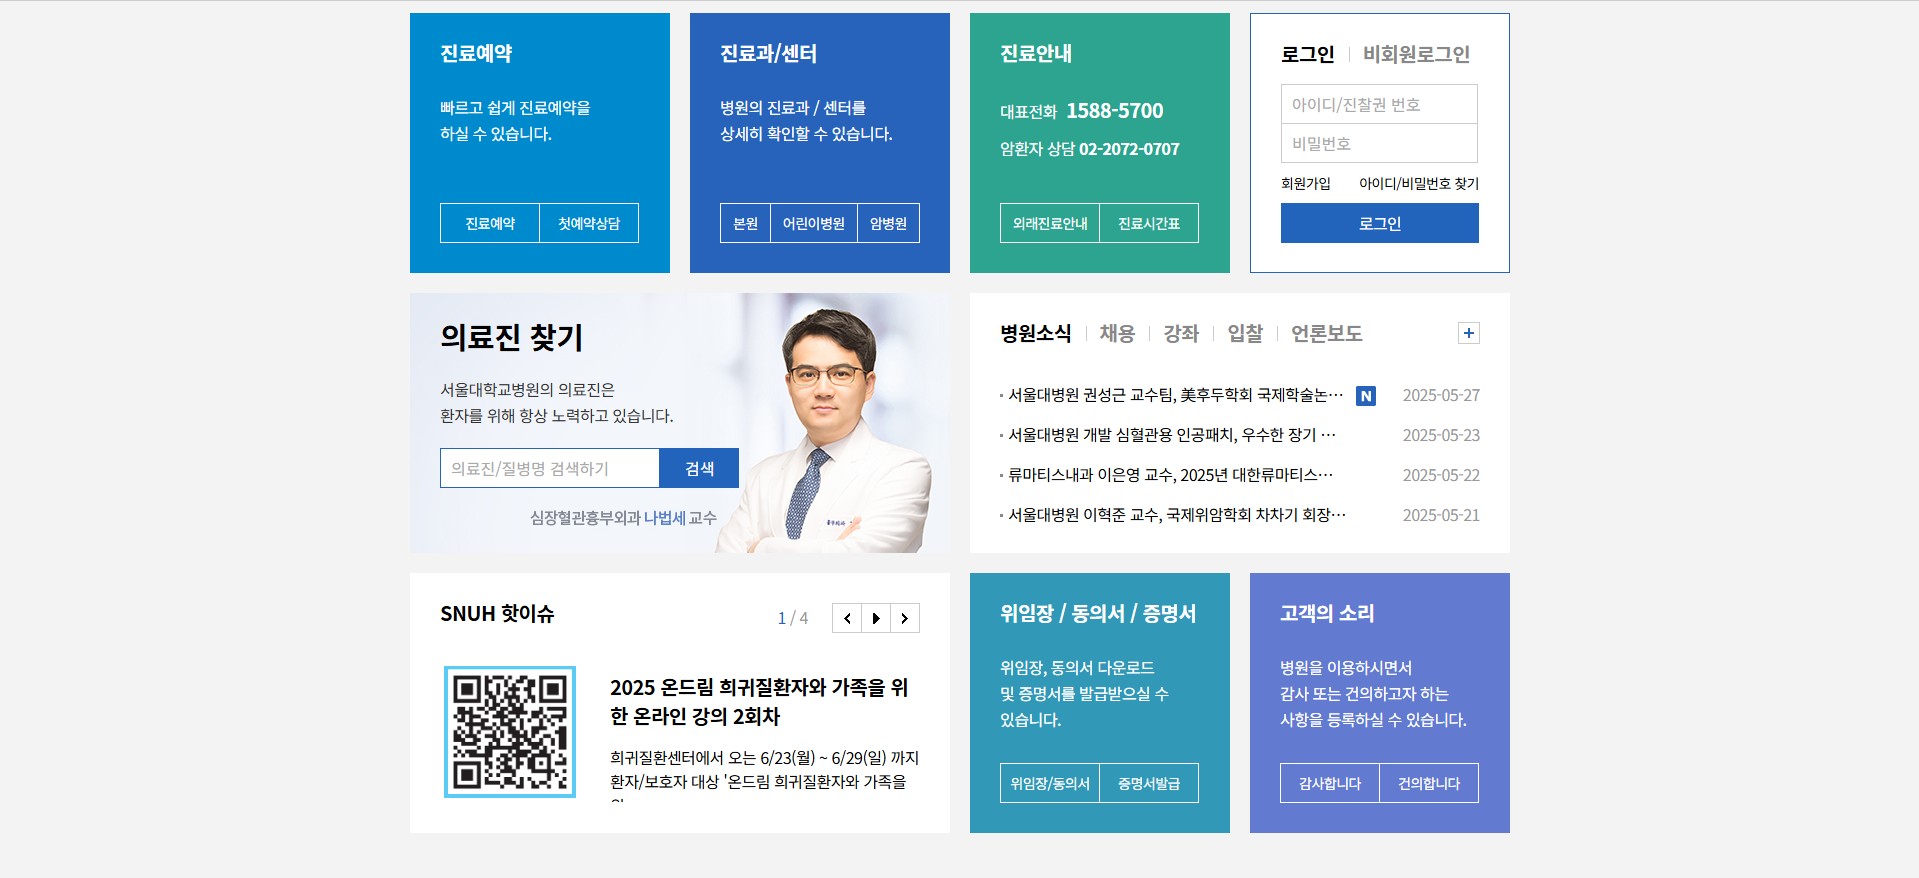 진료예약
빠르고 쉽게 진료예약을
하실 수 있습니다.
진료예약
첫예약상담
진료과/센터
병원의 진료과 / 센터를
상세히 확인할 수 있습니다.
본원
어린이병원
암병원
진료안내
대표전화 1588-5700
암환자 상담 02-2072-0707
외래진료안내
진료시간표
로그인
비회원로그인
아이디/진찰권 번호
비밀번호
회원가입
아이디/비밀번호 찾기
로그인
의료진 찾기
서울대학교병원의 의료진은
환자를 위해 항상 노력하고 있습니다.
의료진/질병명 검색하기
검색
심장혈관흉부외과 나법세 교수
병원소식
채용
강좌
입찰
언론보도
+
서울대병원 권성근 교수팀, 美후두학회 국제학술논… N 2025-05-27
서울대병원 개발 심혈관용 인공패치, 우수한 장기 … 2025-05-23
류마티스내과 이은영 교수, 2025년 대한류마티스… 2025-05-22
서울대병원 이혁준 교수, 국제위암학회 차차기 회장… 2025-05-21
SNUH 핫이슈
1 / 4
2025 온드림 희귀질환자와 가족을 위
한 온라인 강의 2회차
희귀질환센터에서 오는 6/23(월) ~ 6/29(일) 까지
환자/보호자 대상 '온드림 희귀질환자와 가족을
위임장 / 동의서 / 증명서
위임장, 동의서 다운로드
및 증명서를 발급받으실 수
있습니다.
위임장/동의서
증명서발급
고객의 소리
병원을 이용하시면서
감사 또는 건의하고자 하는
사항을 등록하실 수 있습니다.
감사합니다
건의합니다